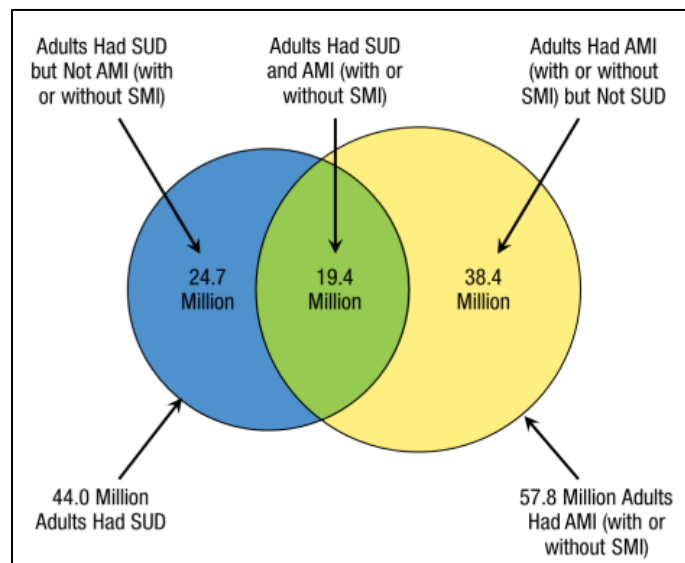 Adults Had SUD
but Not AMI (with
or without SMI)
Adults Had SUD
and AMI (with or
without SMI)
Adults Had AMI
(with or without
SMI) but Not SUD
24.7
Million
19.4
Million
38.4
Million
44.0 Million
Adults Had SUD
57.8 Million Adults
Had AMI (with or
without SMI)